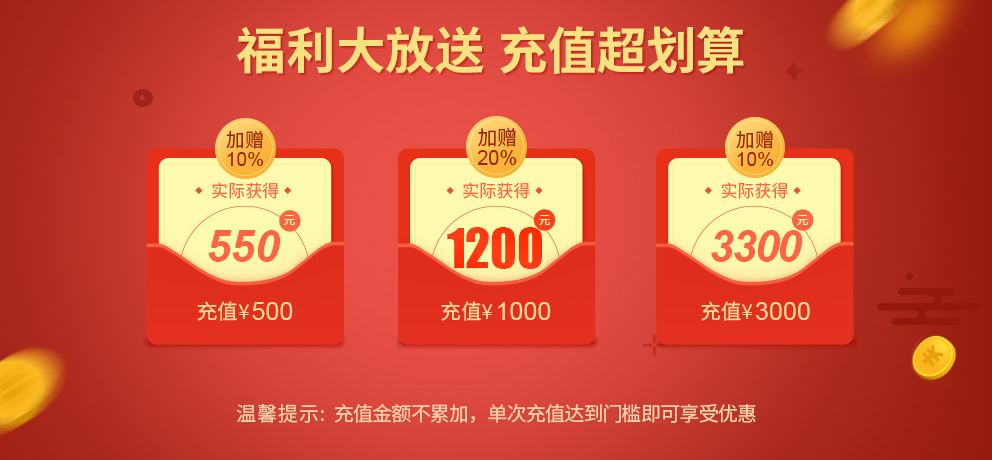 福利大放送 充值超划算
加赠
10%
实际获得
550
元
充值¥500
加赠
20%
实际获得
1200
元
充值¥1000
加赠
10%
实际获得
3300
元
充值¥3000
温馨提示: 充值金额不累加，单次充值达到门槛即可享受优惠